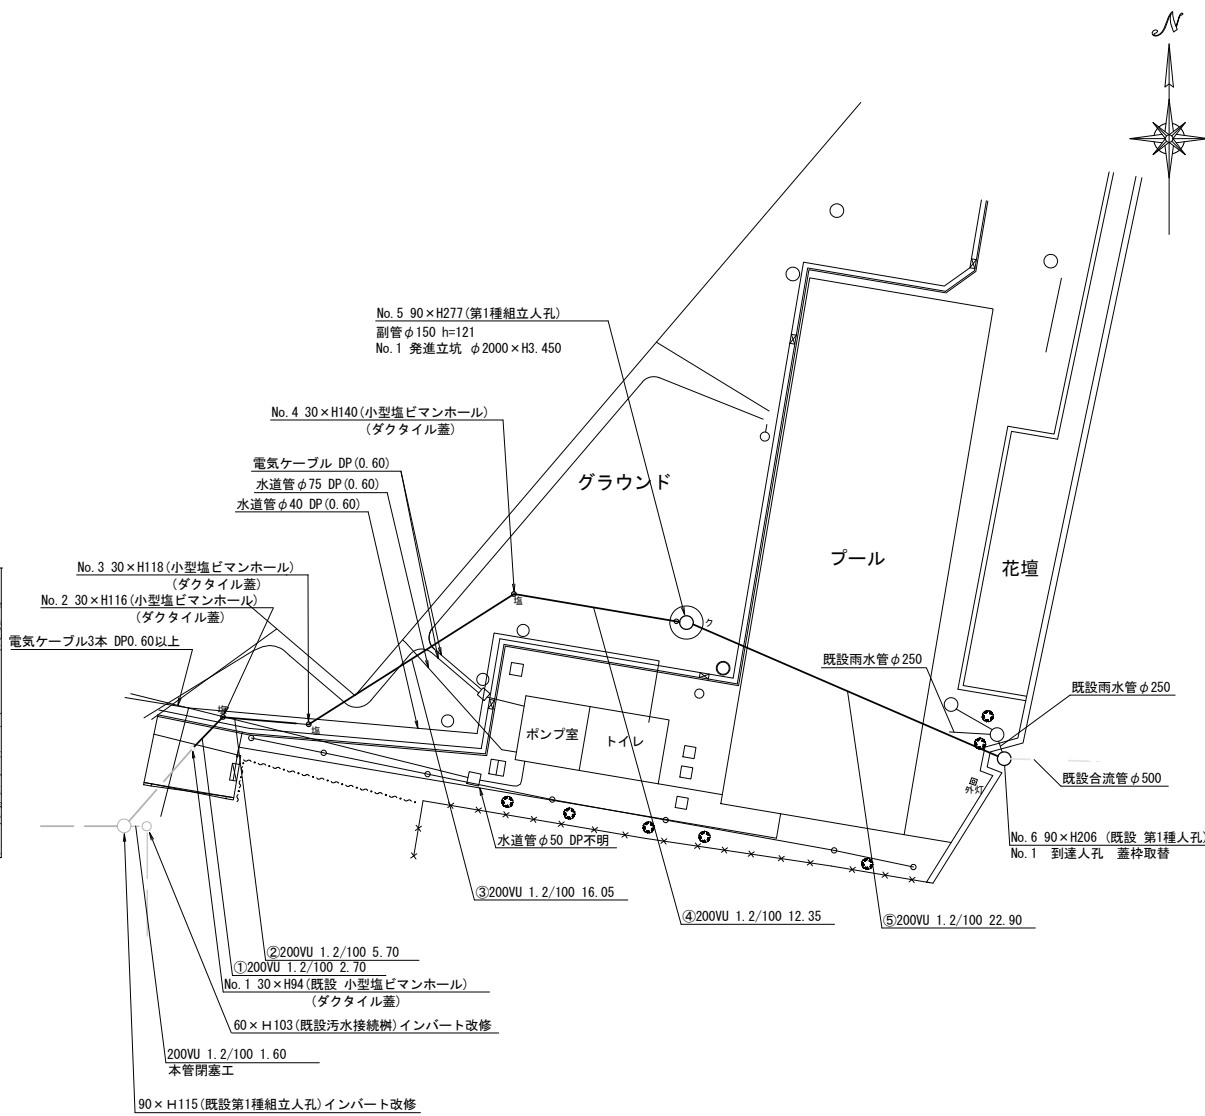 N
No.5 90×H277(第1種組立人孔)
副管φ150 h=121
No.1 発進立坑 φ2000×H3.450
No.4 30×H140(小型塩ビマンホール)
(ダクタイル蓋)
電気ケーブル DP(0.60)
水道管φ75 DP(0.60)
水道管φ40 DP(0.60)
グラウンド
プール
花壇
No.3 30×H118(小型塩ビマンホール)
(ダクタイル蓋)
No.2 30×H116(小型塩ビマンホール)
(ダクタイル蓋)
電気ケーブル3本 DP0.60以上
塩
ク
既設雨水管φ250
既設雨水管φ250
塩
塩
ポンプ室
トイレ
既設合流管φ500
外灯
水道管φ50 DP不明
No.6 90×H206 (既設 第1種人孔)
No.1 到達人孔 蓋枠取替
③200VU 1.2/100 16.05
④200VU 1.2/100 12.35
⑤200VU 1.2/100 22.90
②200VU 1.2/100 5.70
①200VU 1.2/100 2.70
No.1 30×H94(既設 小型塩ビマンホール)
(ダクタイル蓋)
60×H103(既設汚水接続桝)インバート改修
200VU 1.2/100 1.60
本管閉塞工
90×H115(既設第1種組立人孔)インバート改修